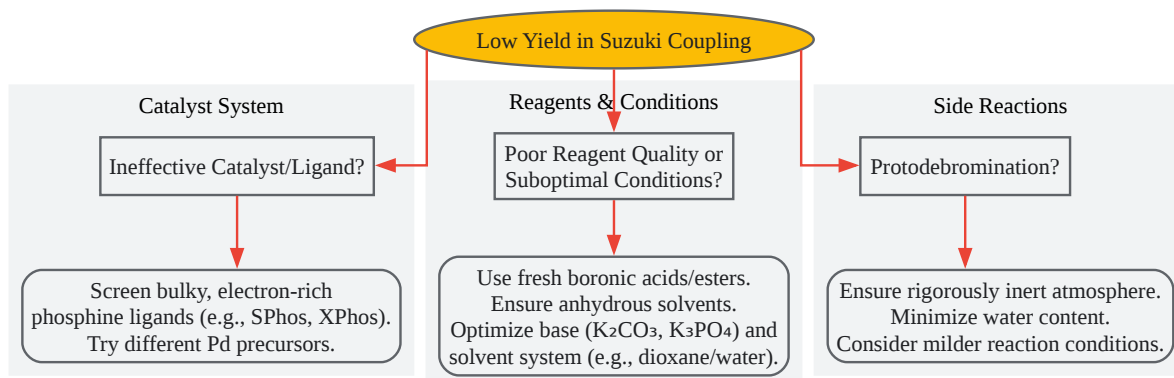 Low Yield in Suzuki Coupling
Catalyst System
Ineffective Catalyst/Ligand?
Screen bulky, electron-rich
phosphine ligands (e.g., SPhos, XPhos).
Try different Pd precursors.
Reagents & Conditions
Poor Reagent Quality or
Suboptimal Conditions?
Use fresh boronic acids/esters.
Ensure anhydrous solvents.
Optimize base (K₂CO₃, K₃PO₄) and
solvent system (e.g., dioxane/water).
Side Reactions
Protodebromination?
Ensure rigorously inert atmosphere.
Minimize water content.
Consider milder reaction conditions.